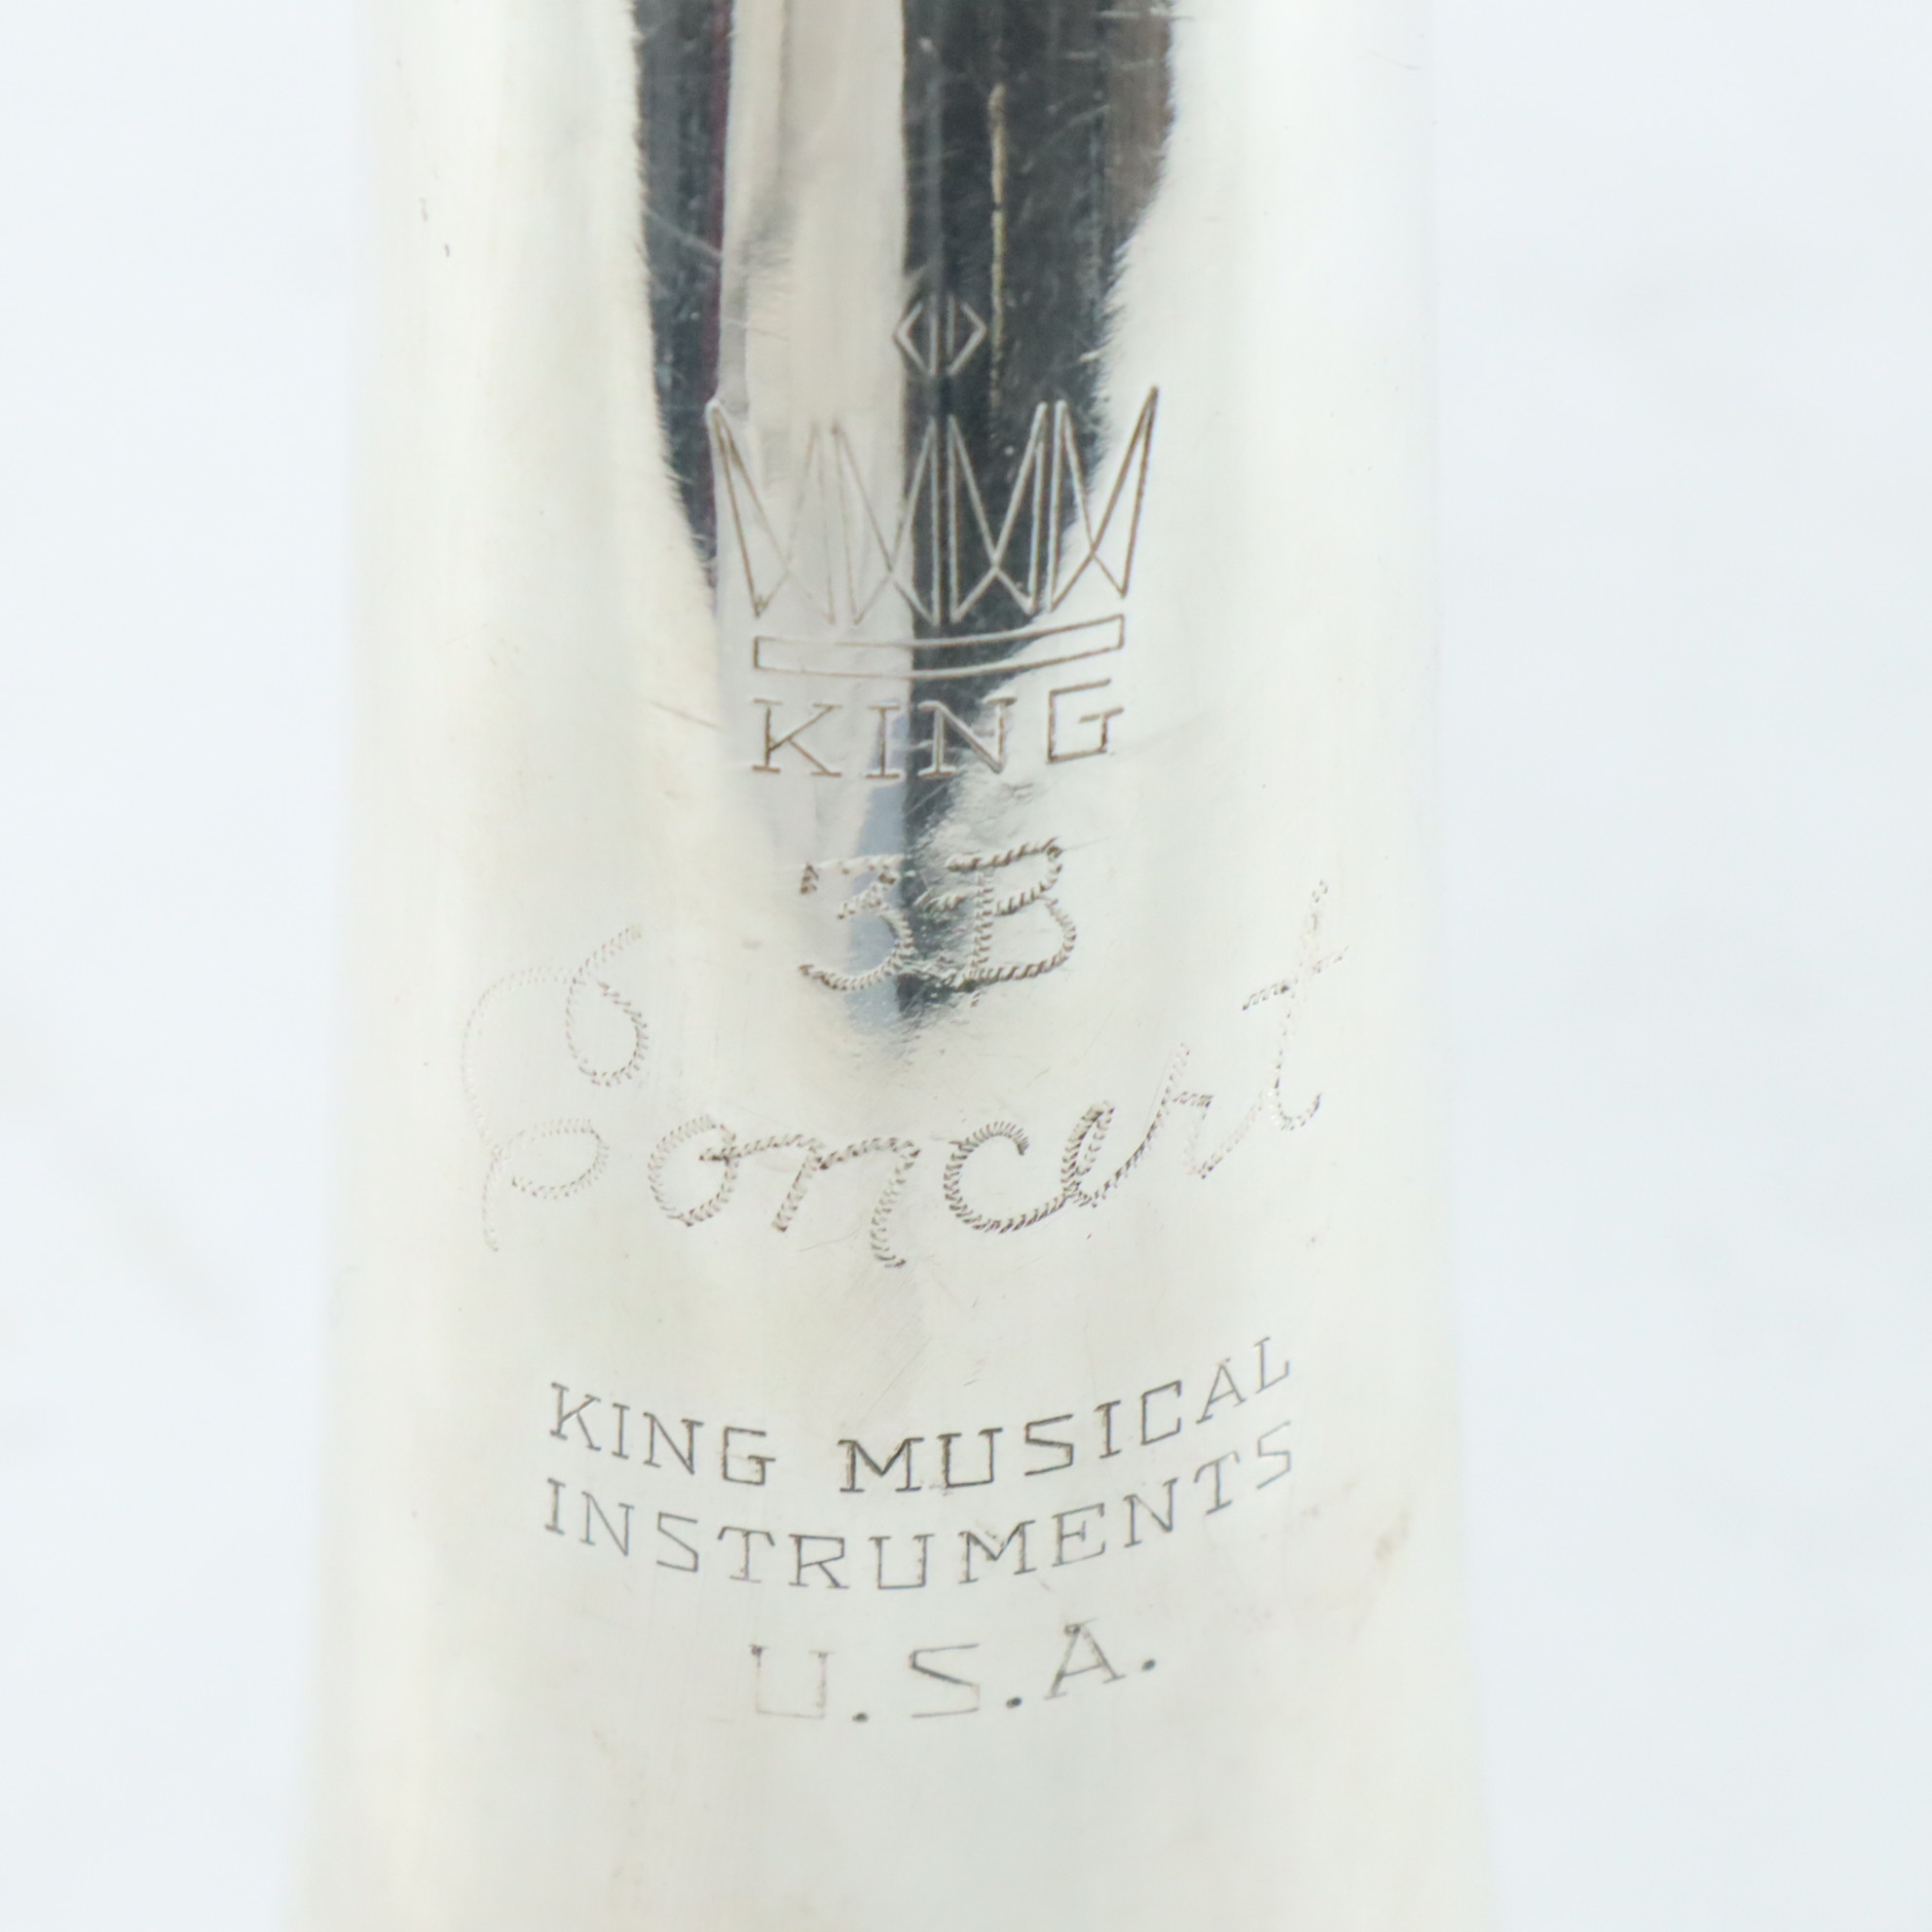 KING
3B
Concert
KING MUSICAL
INSTRUMENTS
U.S.A.